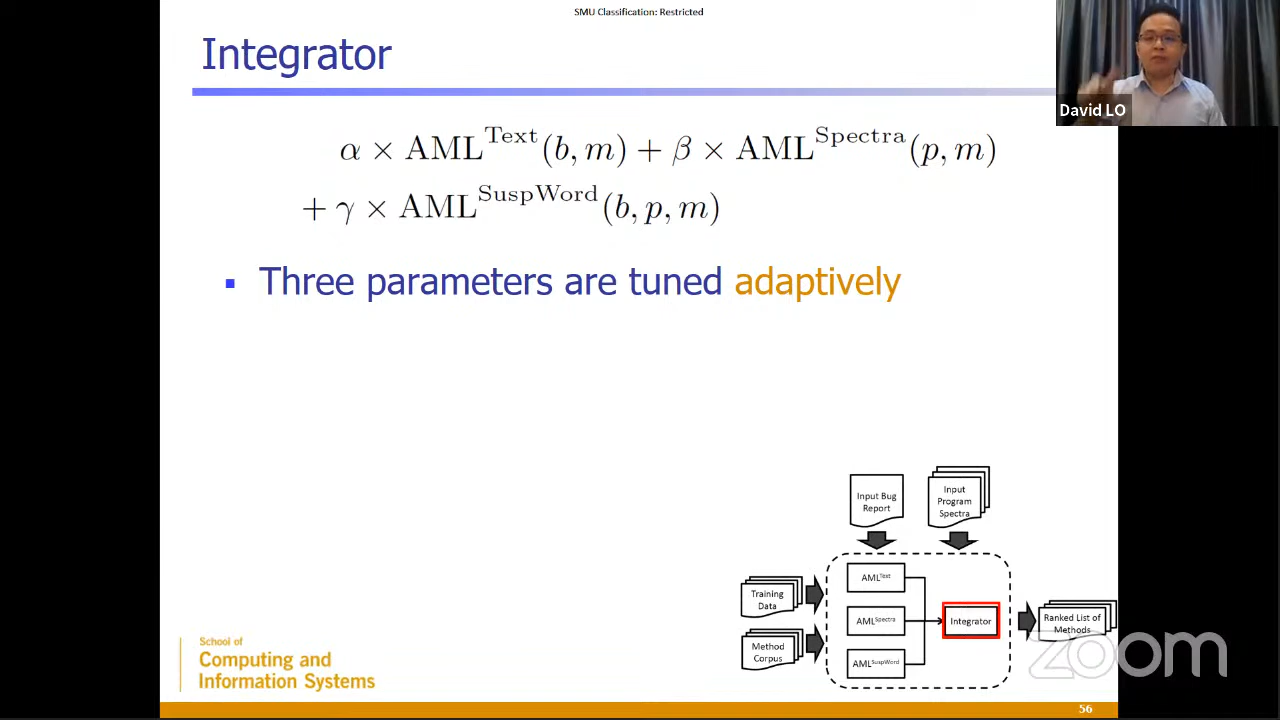 SMU Classification: Restricted
Integrator
David LO
α × AML^Text(b, m) + β × AML^Spectra(p, m)
+ γ × AML^SuspWord(b, p, m)
▪ Three parameters are tuned adaptively
Input Bug
Report
Input
Program
Spectra
Training
Data
Method
Corpus
AML^Text
AML^Spectra
AML^SuspWord
Integrator
Ranked List of
Methods
School of
Computing and
Information Systems
zoom
56